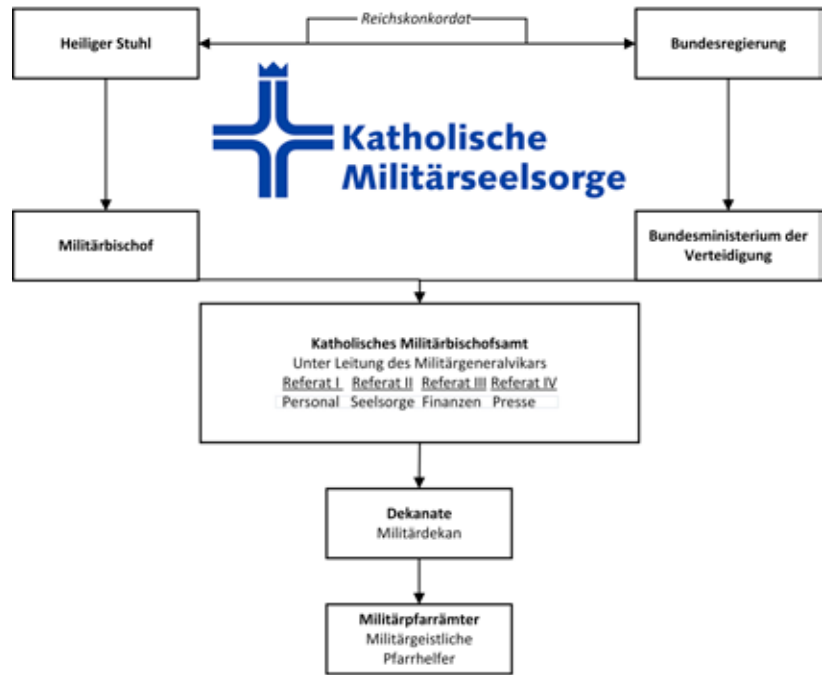 Reichskonkordat
Heiliger Stuhl
Bundesregierung
Katholische
Militärseelsorge
Militärbischof
Bundesministerium der
Verteidigung
Katholisches Militärbischofsamt
Unter Leitung des Militärgeneralvikars
Referat I Referat II Referat III Referat IV
Personal Seelsorge Finanzen Presse
Dekanate
Militärdekan
Militärpfarrämter
Militärgeistliche
Pfarrhelfer